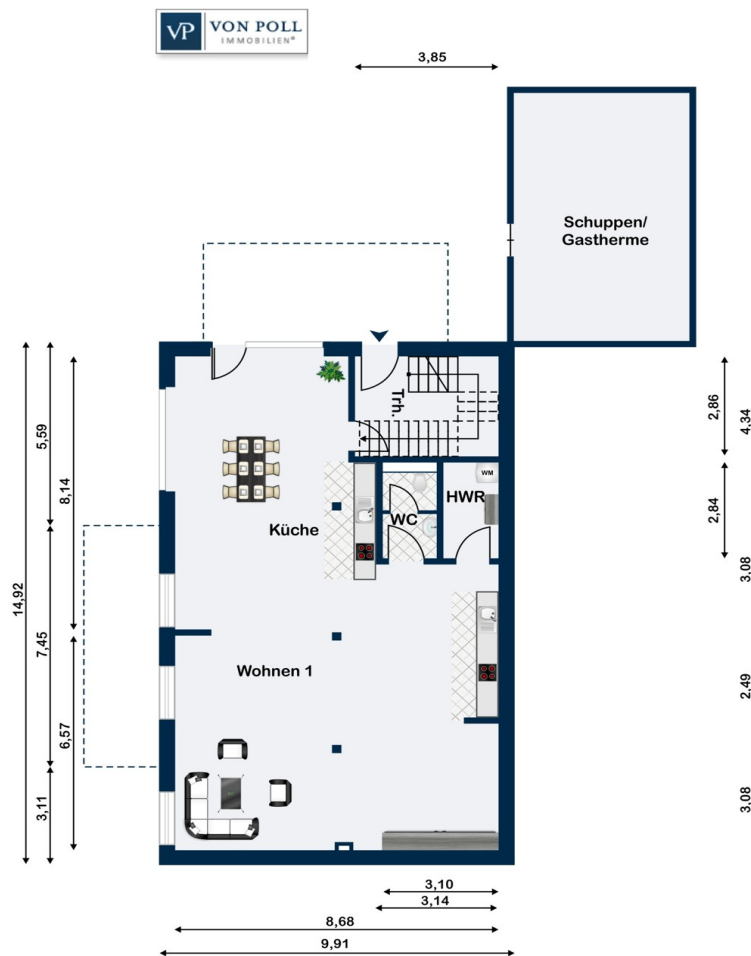 VP
VON POLL
IMMOBILIEN®
3,85
Schuppen/
Gastherme
Trh.
5,59
8,14
2,86
4.34
Küche
WC
HWR
WM
2,84
3.08
14,92
7,45
Wohnen 1
2.49
6,57
3,11
3.08
3,10
3,14
8,68
9,91